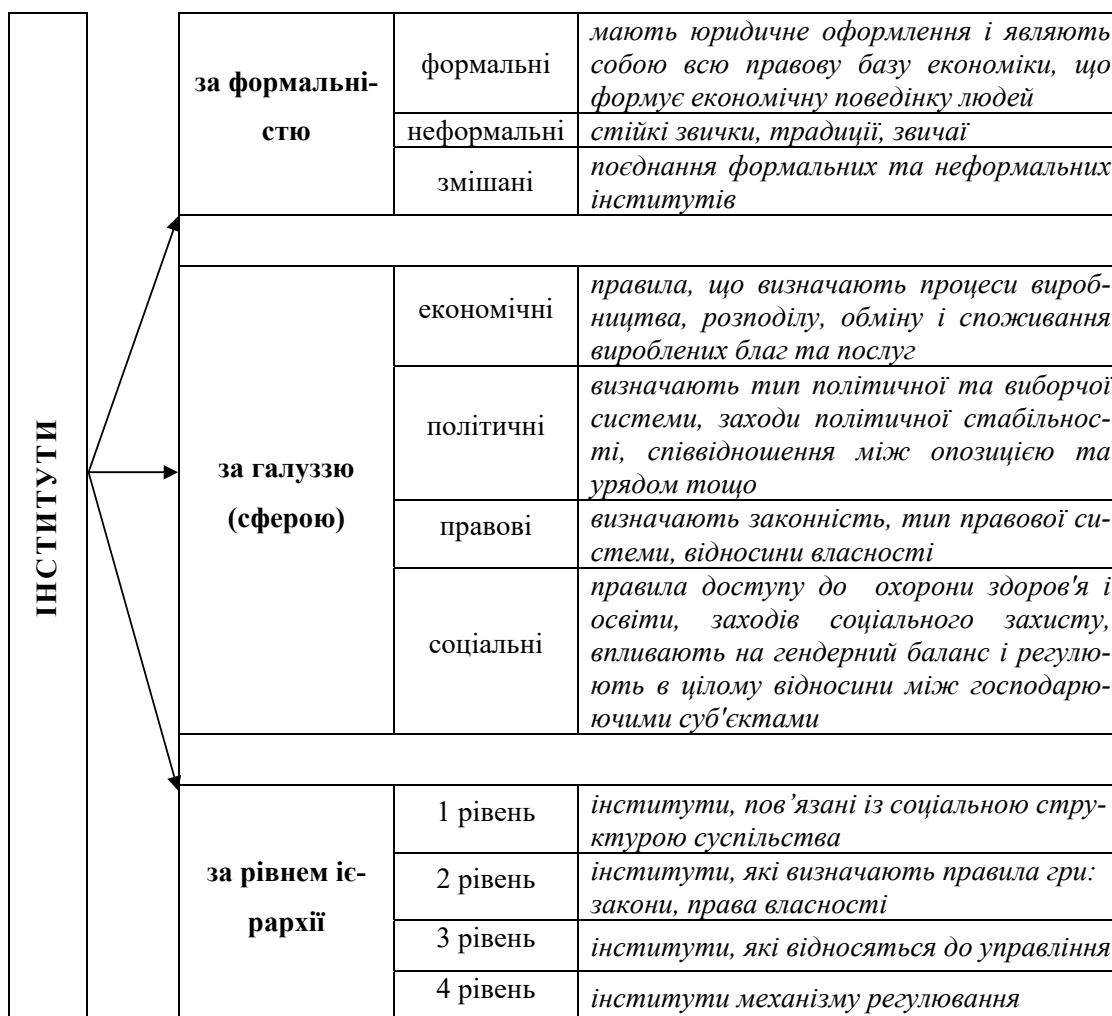 ІНСТИТУТИ
за формальні-
стю
формальні
мають юридичне оформлення і являють
собою всю правову базу економіки, що
формує економічну поведінку людей
неформальні
стійкі звички, традиції, звичаї
змішані
поєднання формальних та неформальних
інститутів
за галуззю
(сферою)
економічні
правила, що визначають процеси вироб-
ництва, розподілу, обміну і споживання
вироблених благ та послуг
політичні
визначають тип політичної та виборчої
системи, заходи політичної стабільнос-
ті, співвідношення між опозицією та
урядом тощо
правові
визначають законність, тип правової си-
стеми, відносини власності
соціальні
правила доступу до охорони здоров'я і
освіти, заходів соціального захисту,
впливають на гендерний баланс і регулю-
ють в цілому відносини між господарю-
ючими суб'єктами
за рівнем іє-
рархії
1 рівень
інститути, пов’язані із соціальною стру-
ктурою суспільства
2 рівень
інститути, які визначають правила гри:
закони, права власності
3 рівень
інститути, які відносяться до управління
4 рівень
інститути механізму регулювання